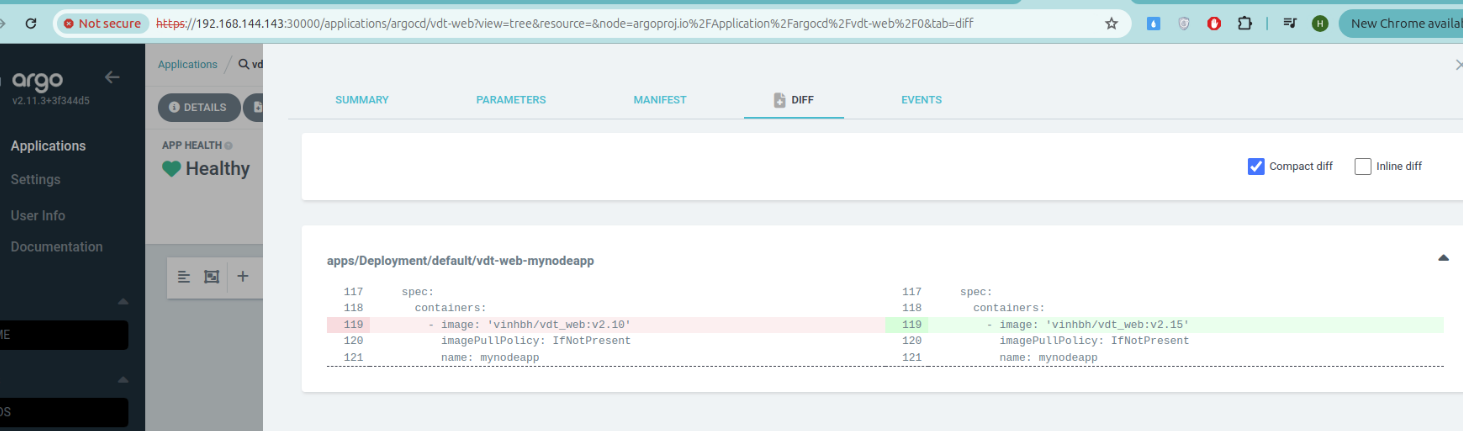 Not secure https://192.168.144.143:30000/applications/argocd/vdt-web?view=tree&resource=&node=argoproj.io%2FApplication%2Fargocd%2Fvdt-web%2F0&tab=diff H New Chrome availab
argo
v2.11.3+3f344d5
Applications
Settings
User Info
Documentation
ME
OS
Applications / vd
DETAILS
APP HEALTH
Healthy
SUMMARY PARAMETERS MANIFEST DIFF EVENTS
Compact diff Inline diff
apps/Deployment/default/vdt-web-mynodeapp
117 spec: 117 spec:
118 containers: 118 containers:
119 - image: 'vinhbh/vdt_web:v2.10' 119 - image: 'vinhbh/vdt_web:v2.15'
120 imagePullPolicy: IfNotPresent 120 imagePullPolicy: IfNotPresent
121 name: mynodeapp 121 name: mynodeapp